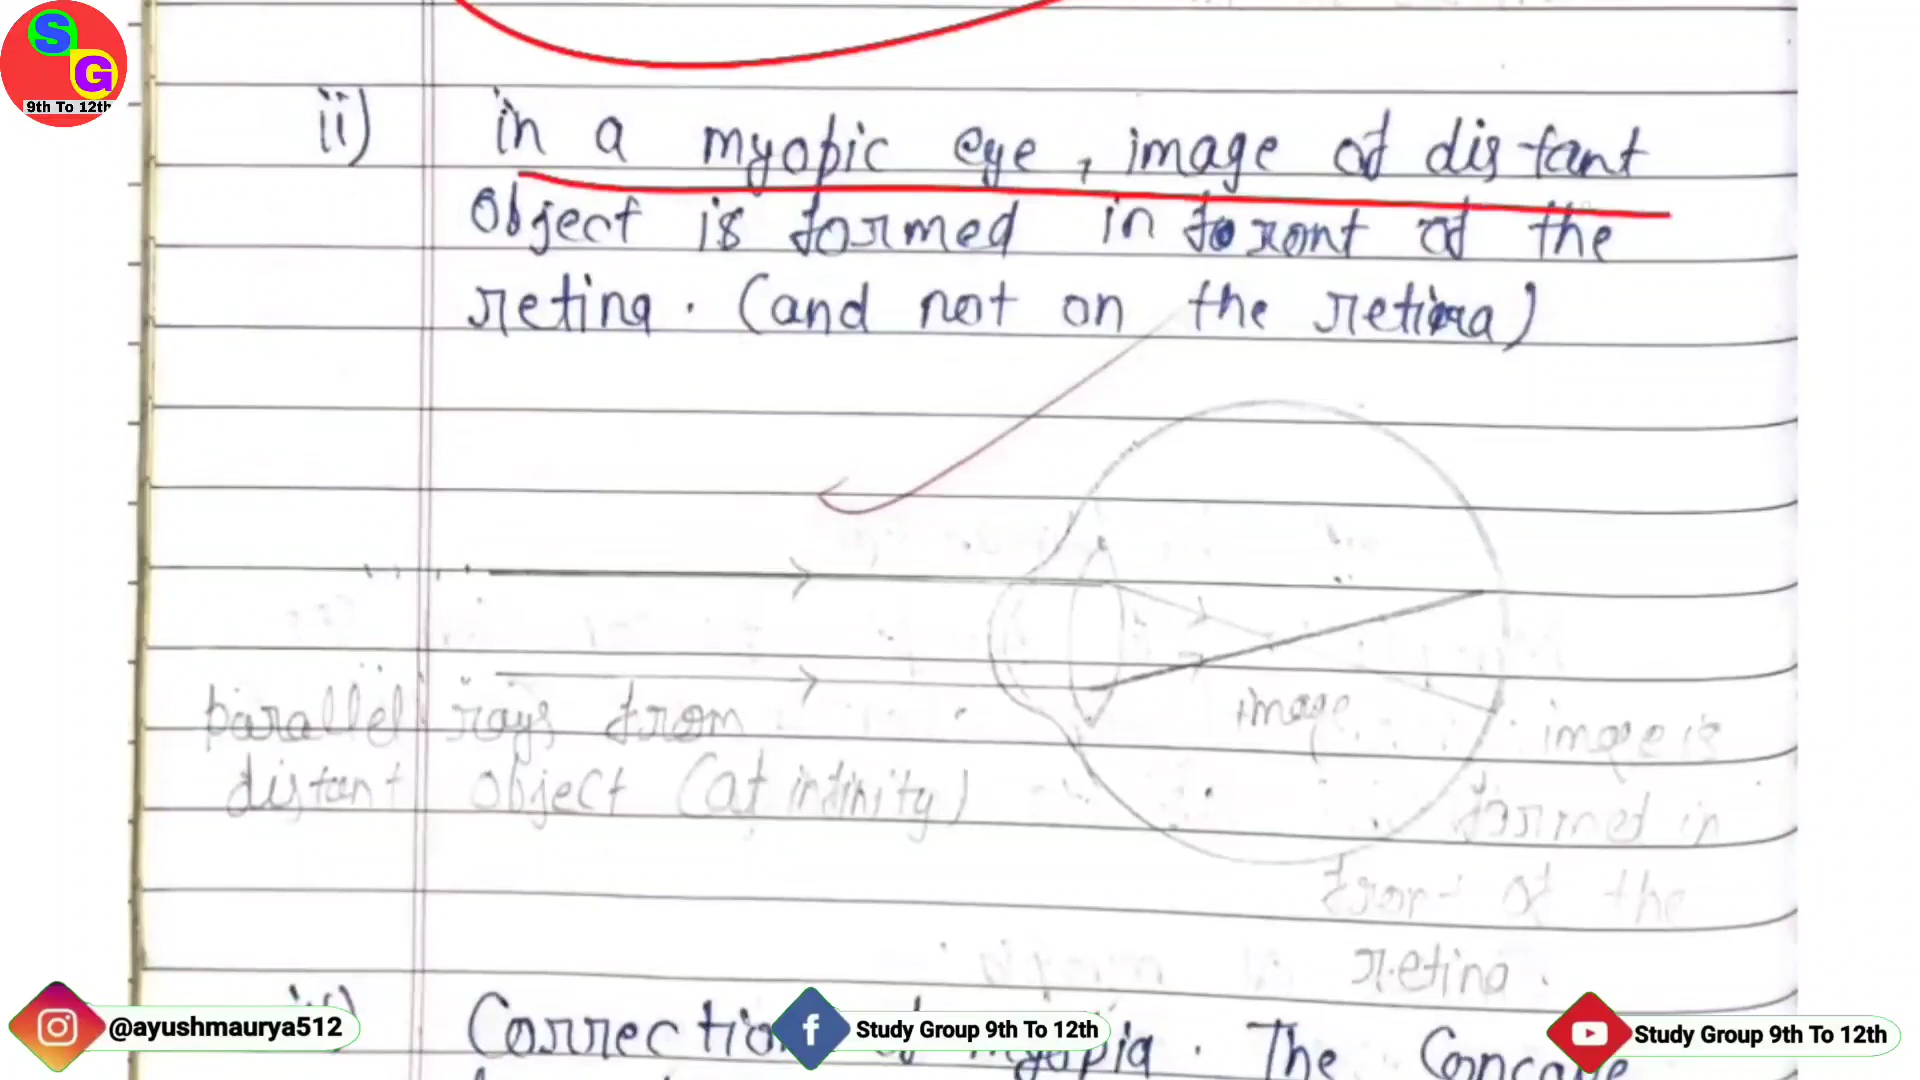 S
G
9th To 12th
ii) in a myopic eye, image of distant
object is formed in foront of the
retina. (and not on the retina)
parallel rays from
distant object (at infinity)
image
image is
formed in
front of the
retina.
Correction of myopia. The Concave
@ayushmaurya512
f Study Group 9th To 12th
Study Group 9th To 12th